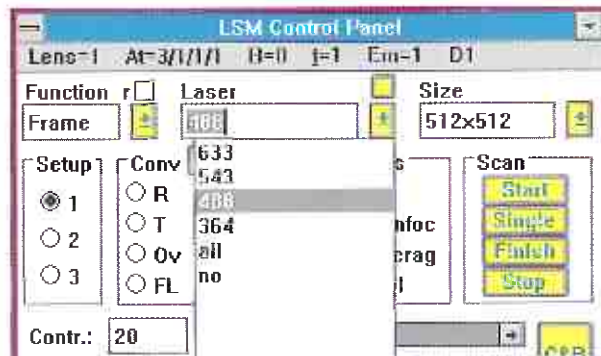 LSM Control Panel
Lens=1 At=3/1/1/1 B=0 f=1 Em=1 D1
Function r Laser Size
Frame 488 512x512
Setup Conv s Scan
633
543
488
364
all
no
1
2
3
R
T
Ov
FL
nfoc
erag
Start
Single
Finish
Stop
Contr.: 20